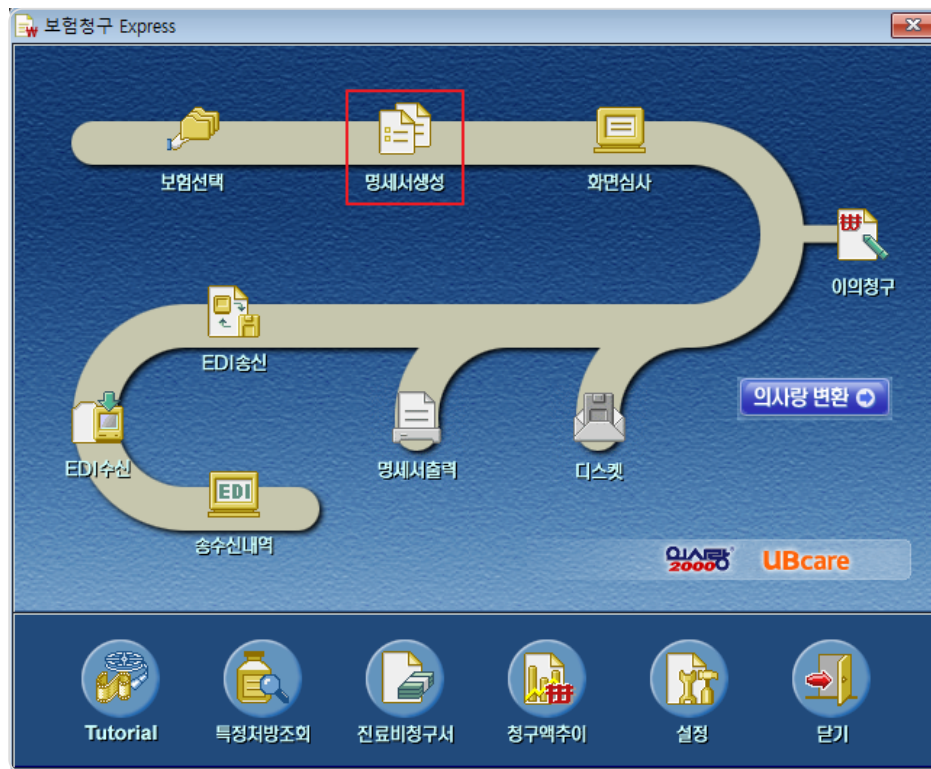 보험청구 Express
보험선택
명세서생성
화면심사
이의청구
EDI송신
의사랑 변환
EDI수신
명세서출력
디스켓
EDI
송수신내역
의사랑 2000
UBcare
Tutorial
특정처방조회
진료비청구서
청구액추이
설정
닫기